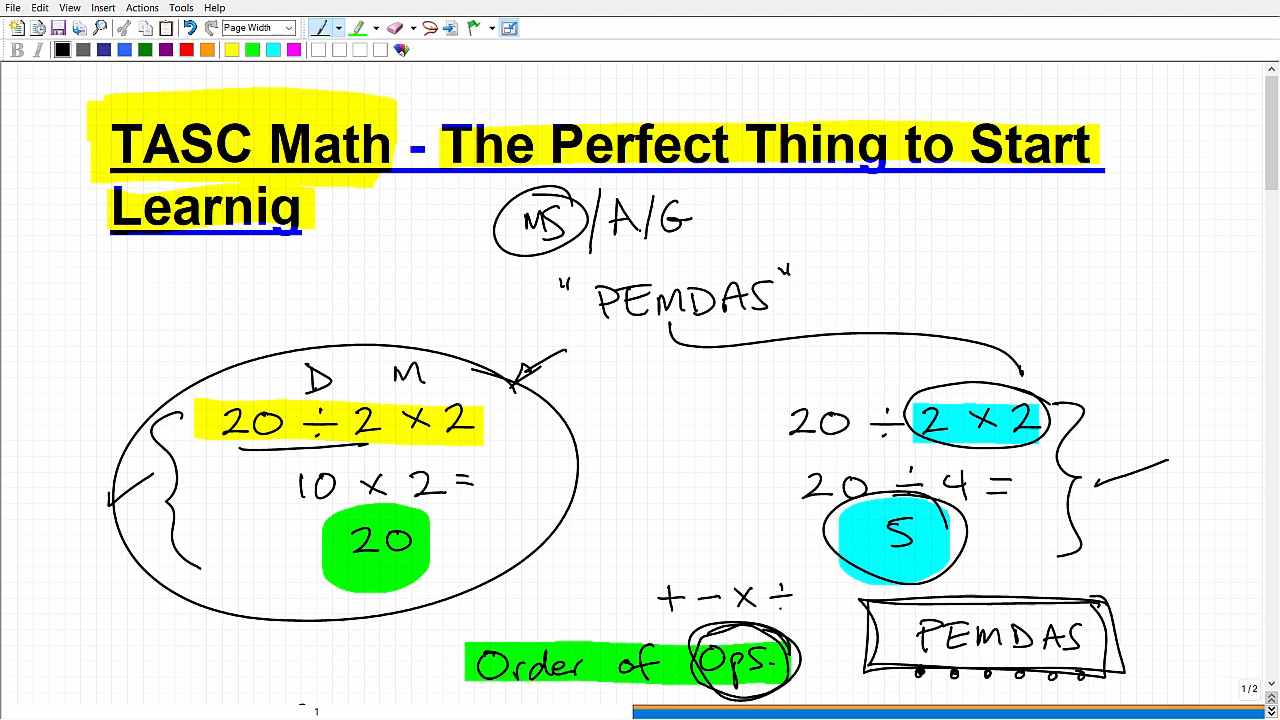 File Edit View Insert Actions Tools Help
Page Width
B I
TASC Math - The Perfect Thing to Start
Learnig
MS/A/G
"PEMDAS"
D M
20 ÷ 2 × 2
10 × 2 =
20
20 ÷ 2 × 2
20 ÷ 4 =
5
+ - × ÷
Order of Ops.
PEMDAS
1/2
1